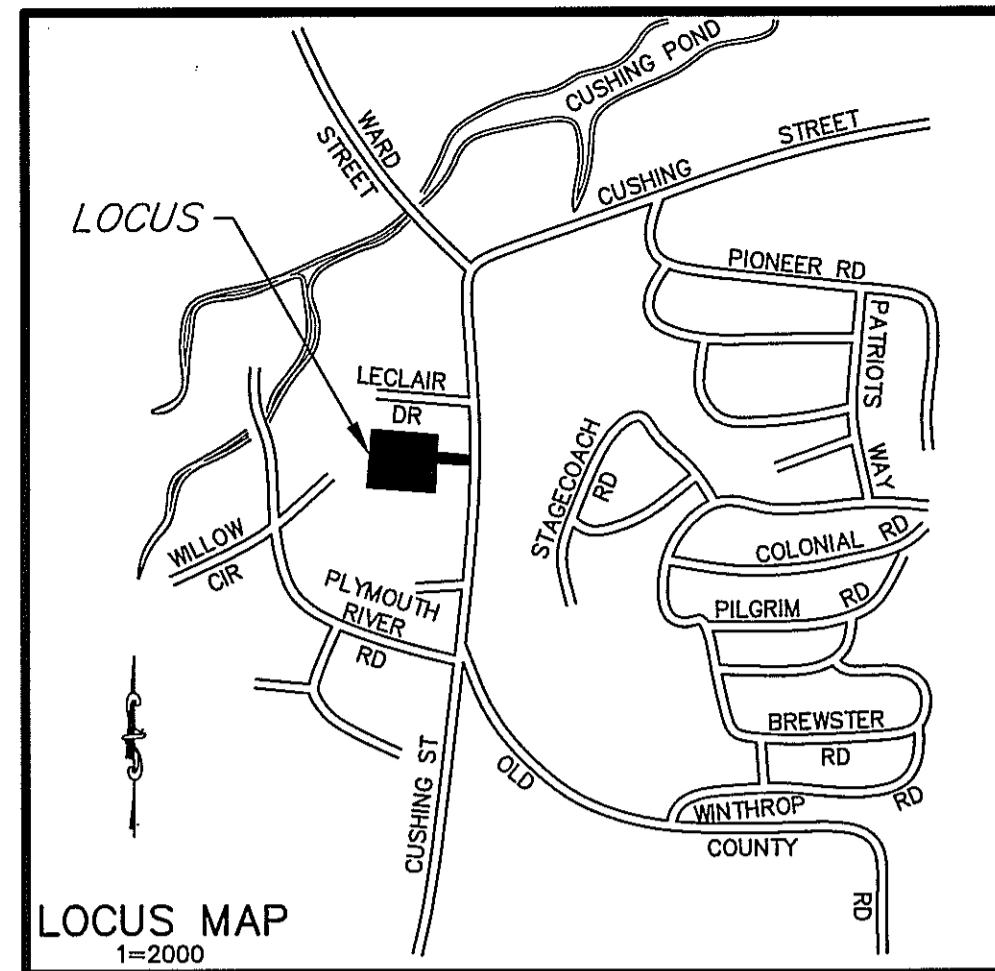 CUSHING POND
WARD
STREET
CUSHING STREET
LOCUS
PIONEER RD
PATRIOTS
WAY
LECLAIR
DR
STAGECOACH
RD
WILLOW
CIR
COLONIAL RD
PLYMOUTH
RIVER
RD
PILGRIM RD
BREWSTER
RD
CUSHING ST
OLD
WINTHROP RD
COUNTY
RD
LOCUS MAP
1=2000